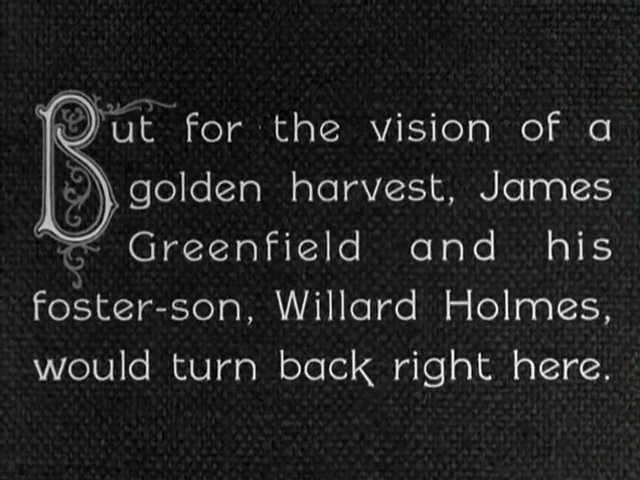 But for the vision of a
golden harvest, James
Greenfield and his
foster-son, Willard Holmes,
would turn back right here.